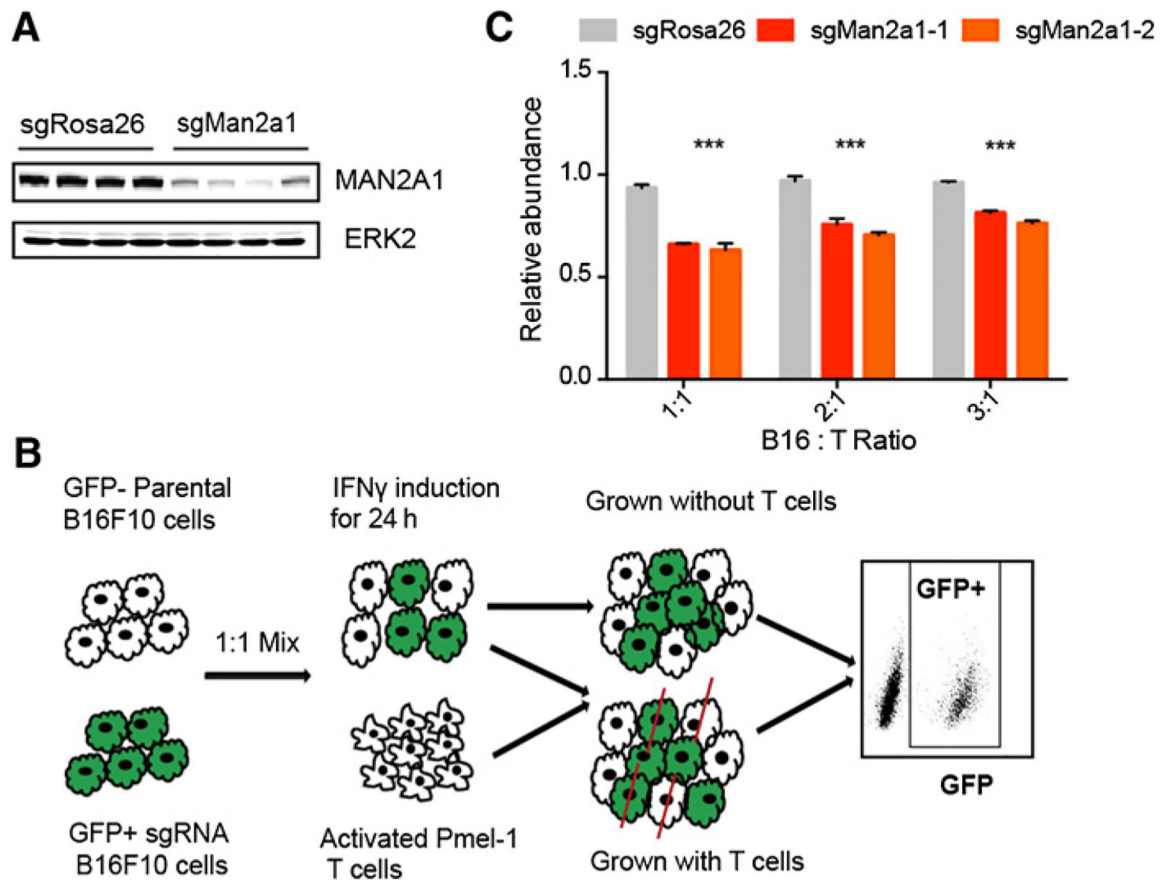 A
sgRosa26 sgMan2a1
MAN2A1
ERK2
C
sgRosa26 sgMan2a1-1 sgMan2a1-2
Relative abundance
1.5
1.0
0.5
0.0
*** *** ***
1:1 2:1 3:1
B16 : T Ratio
B
GFP- Parental
B16F10 cells
1:1 Mix
GFP+ sgRNA
B16F10 cells
IFNγ induction
for 24 h
Activated Pmel-1
T cells
Grown without T cells
Grown with T cells
GFP+
GFP